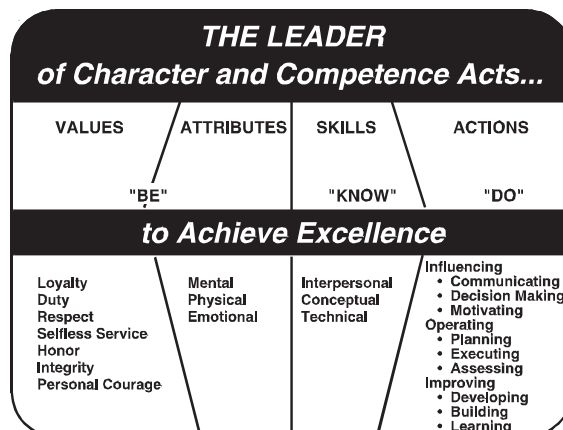 THE LEADER
of Character and Competence Acts...
VALUES
ATTRIBUTES
SKILLS
ACTIONS
"BE"
"KNOW"
"DO"
to Achieve Excellence
Loyalty
Duty
Respect
Selfless Service
Honor
Integrity
Personal Courage
Mental
Physical
Emotional
Interpersonal
Conceptual
Technical
Influencing
• Communicating
• Decision Making
• Motivating
Operating
• Planning
• Executing
• Assessing
Improving
• Developing
• Building
• Learning